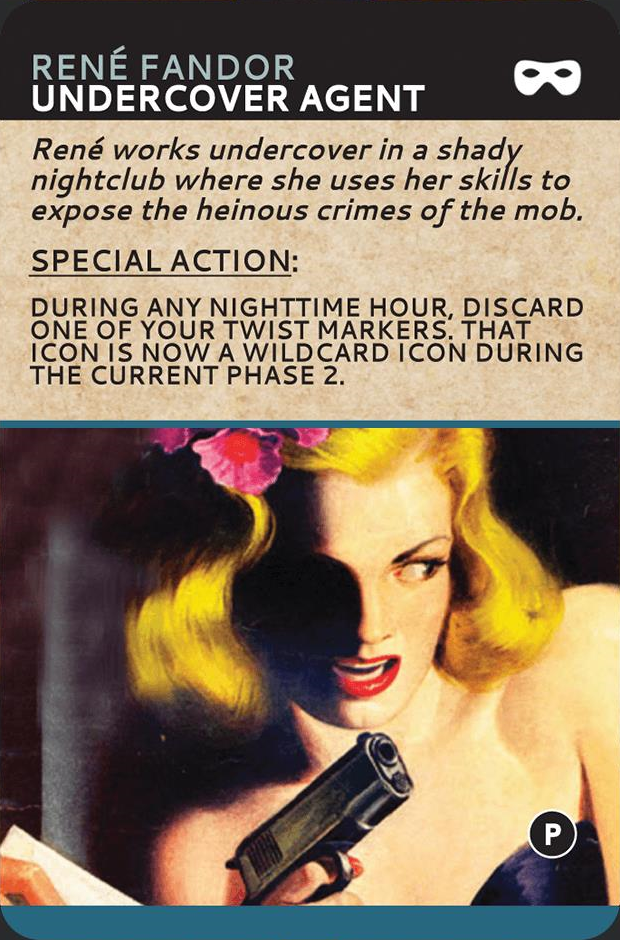 RENÉ FANDOR
UNDERCOVER AGENT
René works undercover in a shady
nightclub where she uses her skills to
expose the heinous crimes of the mob.
SPECIAL ACTION:
DURING ANY NIGHTTIME HOUR, DISCARD
ONE OF YOUR TWIST MARKERS. THAT
ICON IS NOW A WILDCARD ICON DURING
THE CURRENT PHASE 2.
P